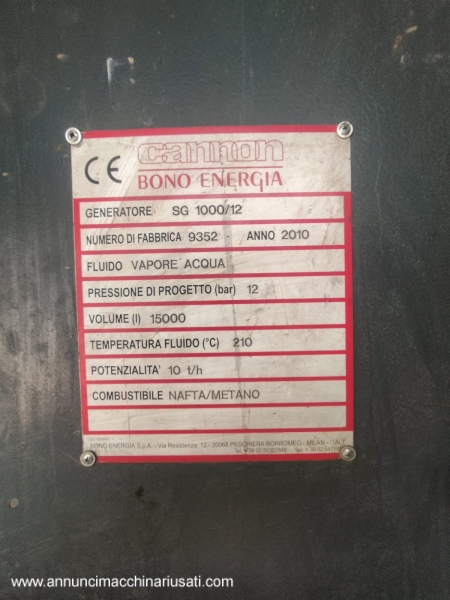 CE cannon
BONO ENERGIA
GENERATORE SG 1000/12
NUMERO DI FABBRICA 9352 - ANNO 2010
FLUIDO VAPORE ACQUA
PRESSIONE DI PROGETTO (bar) 12
VOLUME (l) 15000
TEMPERATURA FLUIDO (°C) 210
POTENZIALITA' 10 t/h
COMBUSTIBILE NAFTA/METANO
BONO ENERGIA S.p.A. - Via Resistenza, 12 - 20068 PESCHIERA BORROMEO - MILAN - ITALY
www.annuncimacchinariusati.com